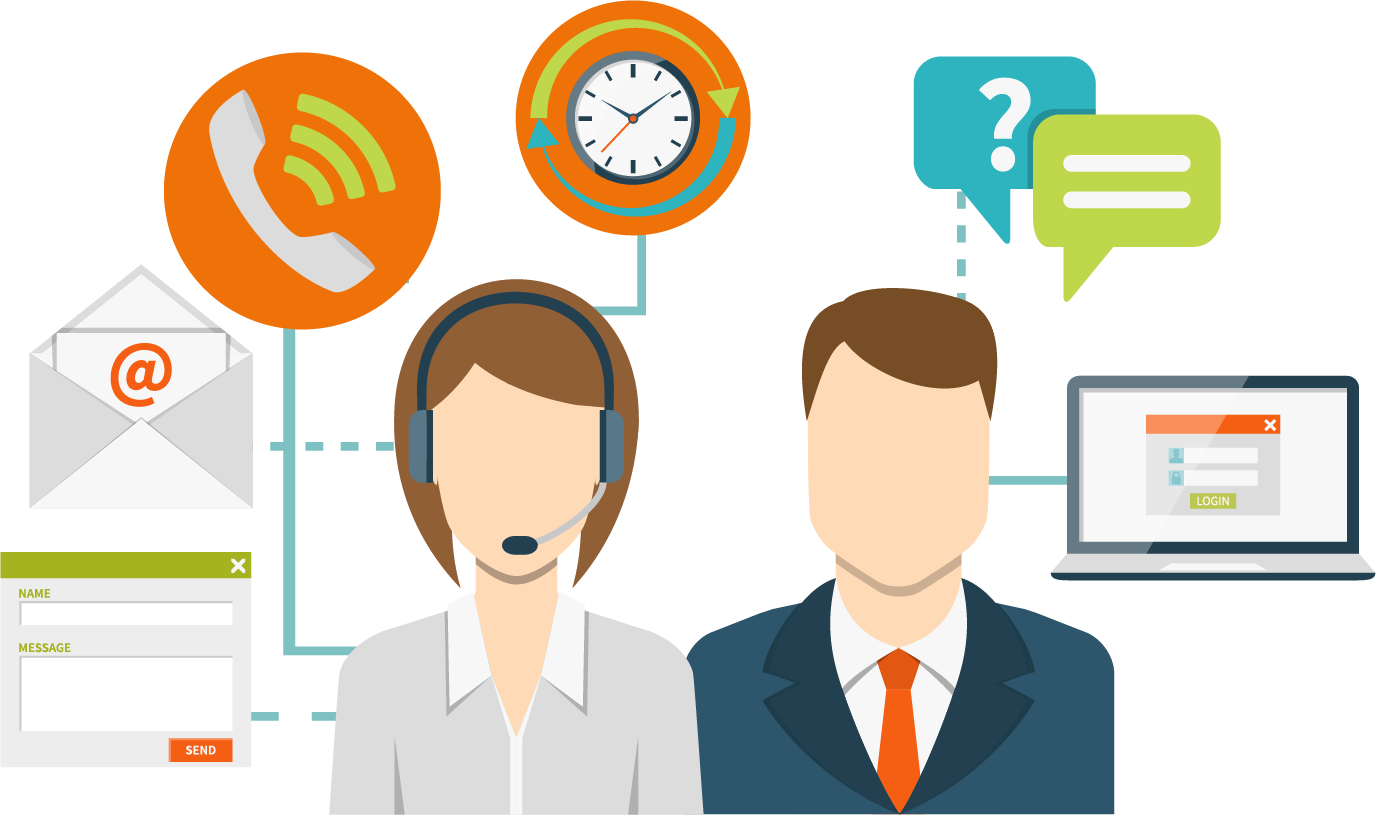 ?
@
LOGIN
NAME
MESSAGE
SEND